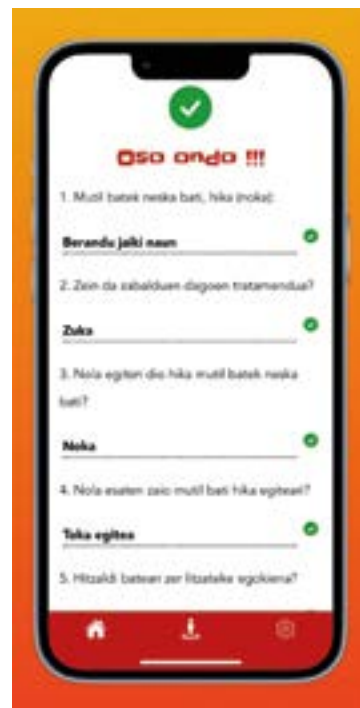 Oso ondo !!!
1. Mutil batek neska bati, hika (noka):
Berandu jaiki naun
2. Zein da zabalduen dagoen tratamendua?
Zuka
3. Nola egiten dio hika mutil batek neska
bati?
Noka
4. Nola esaten zaio mutil bati hika egiteari?
Toka egitea
5. Hitzaldi batean zer litzateke egokiena?